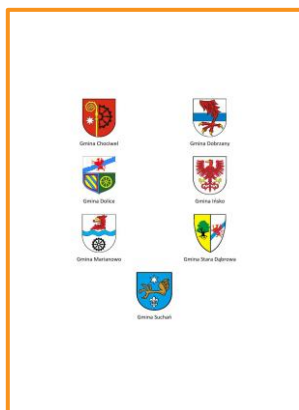 Gmina Chociwel
Gmina Dobrzany
Gmina Dolice
Gmina Ińsko
Gmina Marianowo
Gmina Stara Dąbrowa
Gmina Suchań